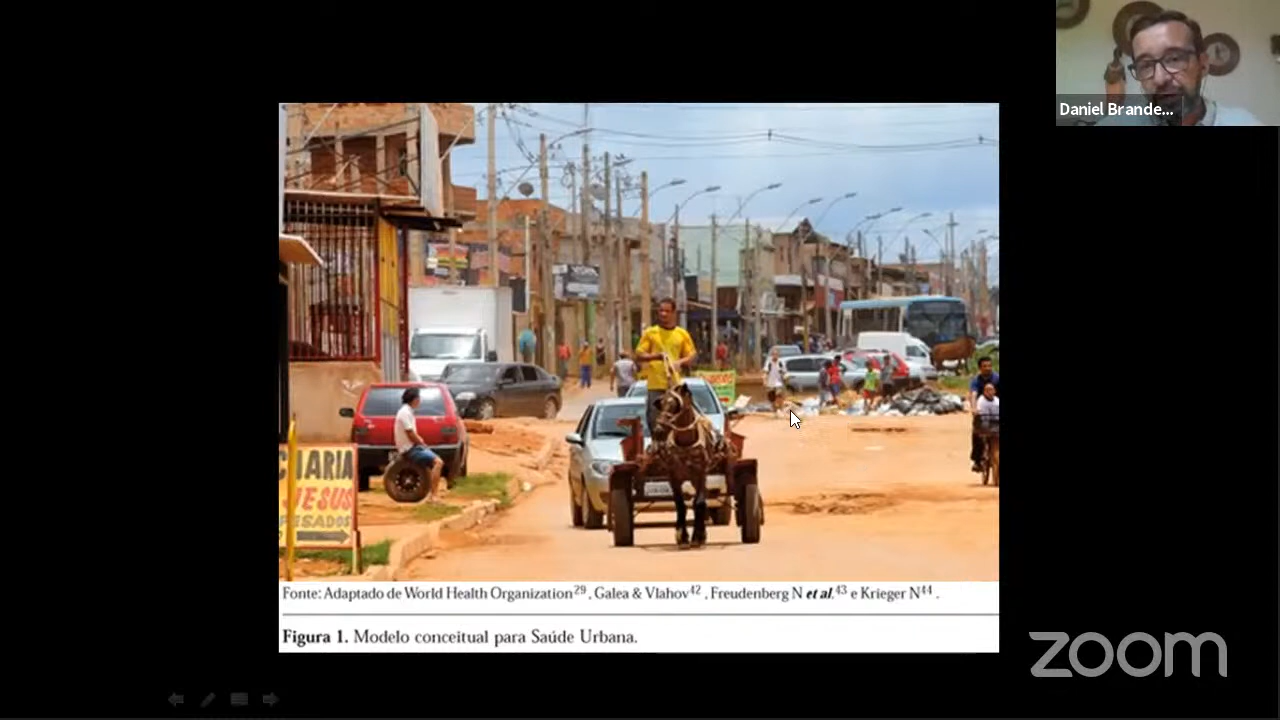 Daniel Brande...
CHARIA
JESUS
PESADOS
Fonte: Adaptado de World Health Organization29, Galea & Vlahov42, Freudenberg N et al.43 e Krieger N44.
Figura 1. Modelo conceitual para Saúde Urbana.
zoom